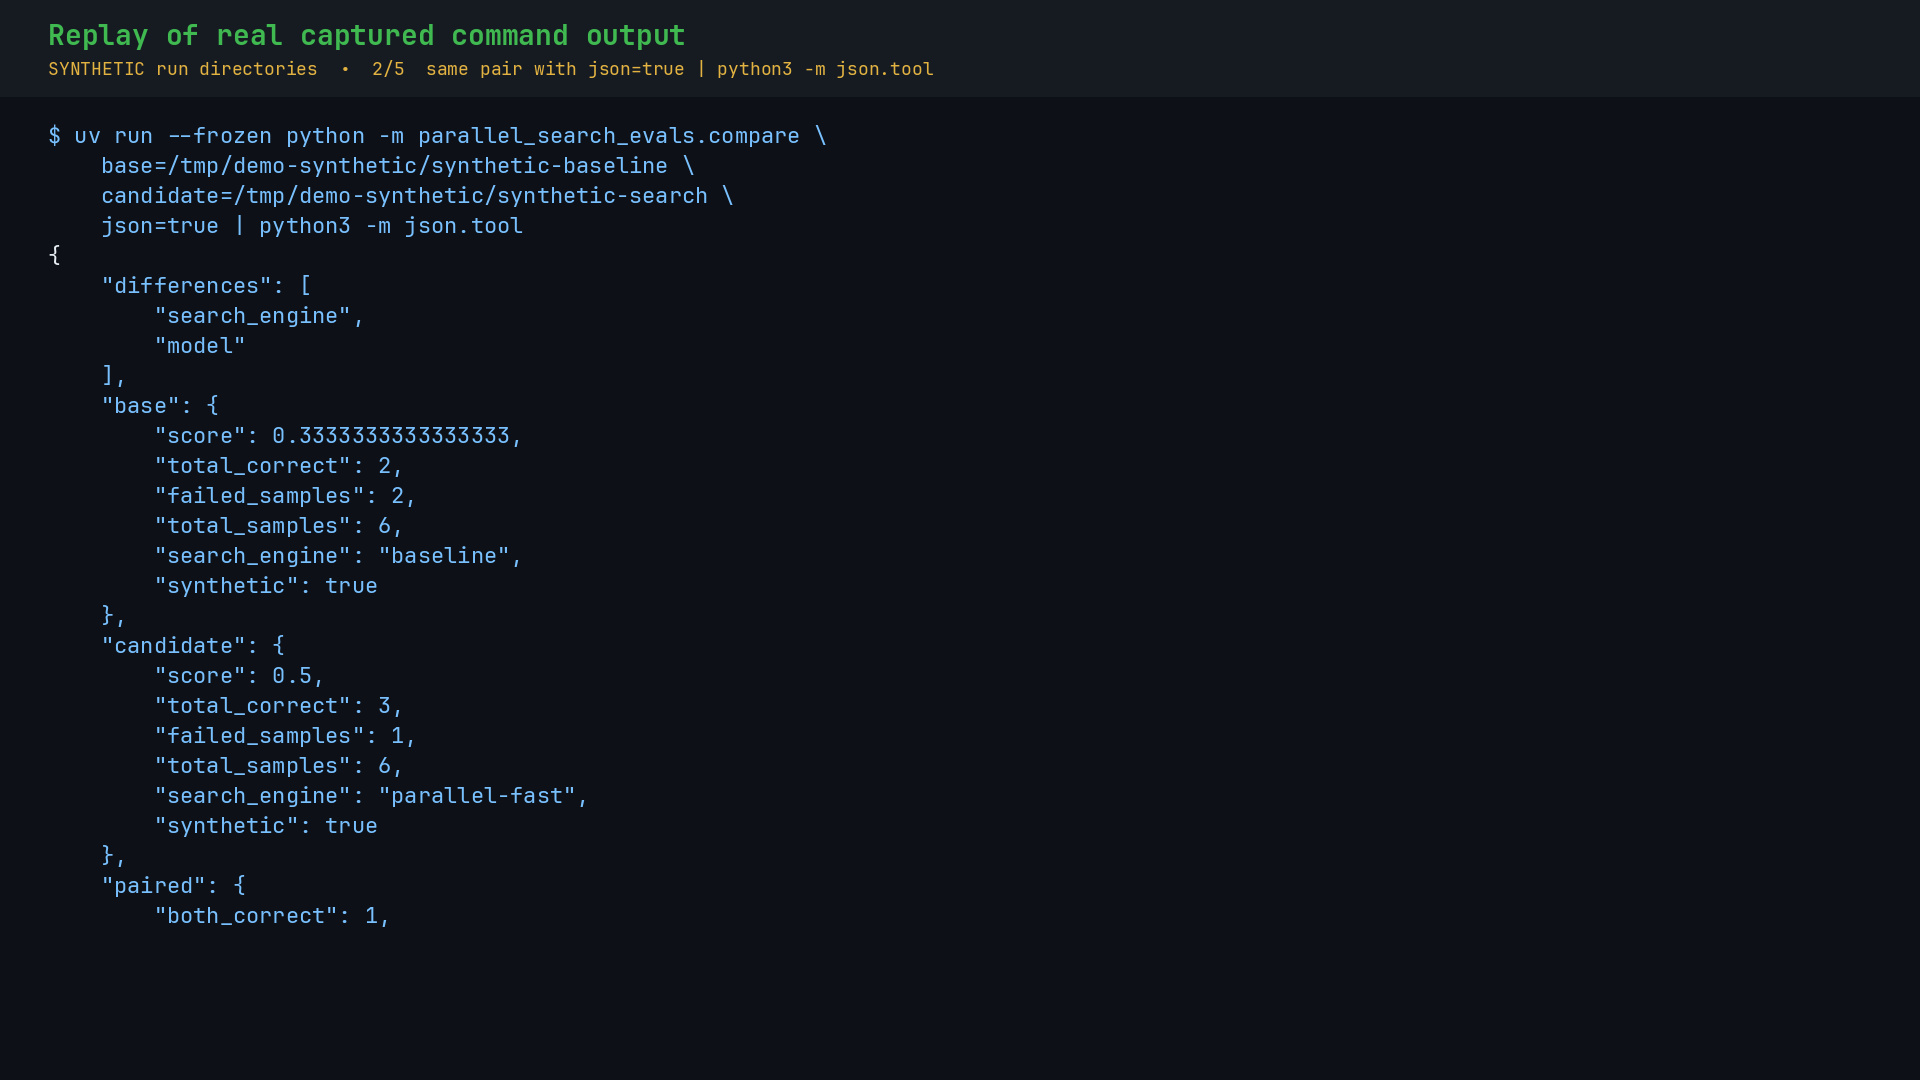 Replay of real captured command output
SYNTHETIC run directories  •  2/5  same pair with json=true | python3 -m json.tool
$ uv run --frozen python -m parallel_search_evals.compare \
    base=/tmp/demo-synthetic/synthetic-baseline \
    candidate=/tmp/demo-synthetic/synthetic-search \
    json=true | python3 -m json.tool
{
    "differences": [
        "search_engine",
        "model"
    ],
    "base": {
        "score": 0.3333333333333333,
        "total_correct": 2,
        "failed_samples": 2,
        "total_samples": 6,
        "search_engine": "baseline",
        "synthetic": true
    },
    "candidate": {
        "score": 0.5,
        "total_correct": 3,
        "failed_samples": 1,
        "total_samples": 6,
        "search_engine": "parallel-fast",
        "synthetic": true
    },
    "paired": {
        "both_correct": 1,